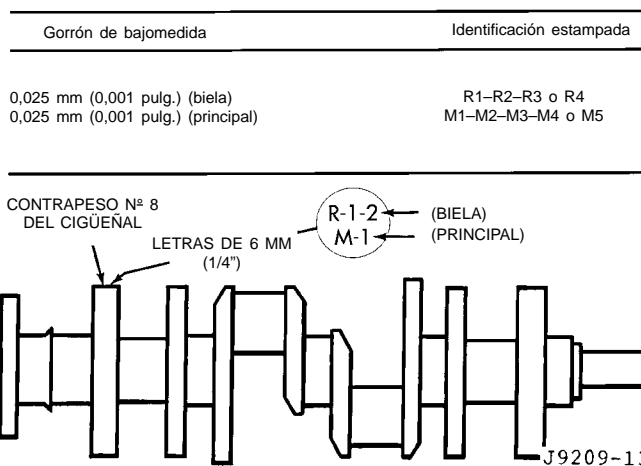 Gorrón de bajomedida Identificación estampada
0,025 mm (0,001 pulg.) (biela) R1–R2–R3 o R4
0,025 mm (0,001 pulg.) (principal) M1–M2–M3–M4 o M5
CONTRAPESO Nº 8
DEL CIGÜEÑAL
LETRAS DE 6 MM
(1/4”)
R-1-2 (BIELA)
M-1 (PRINCIPAL)